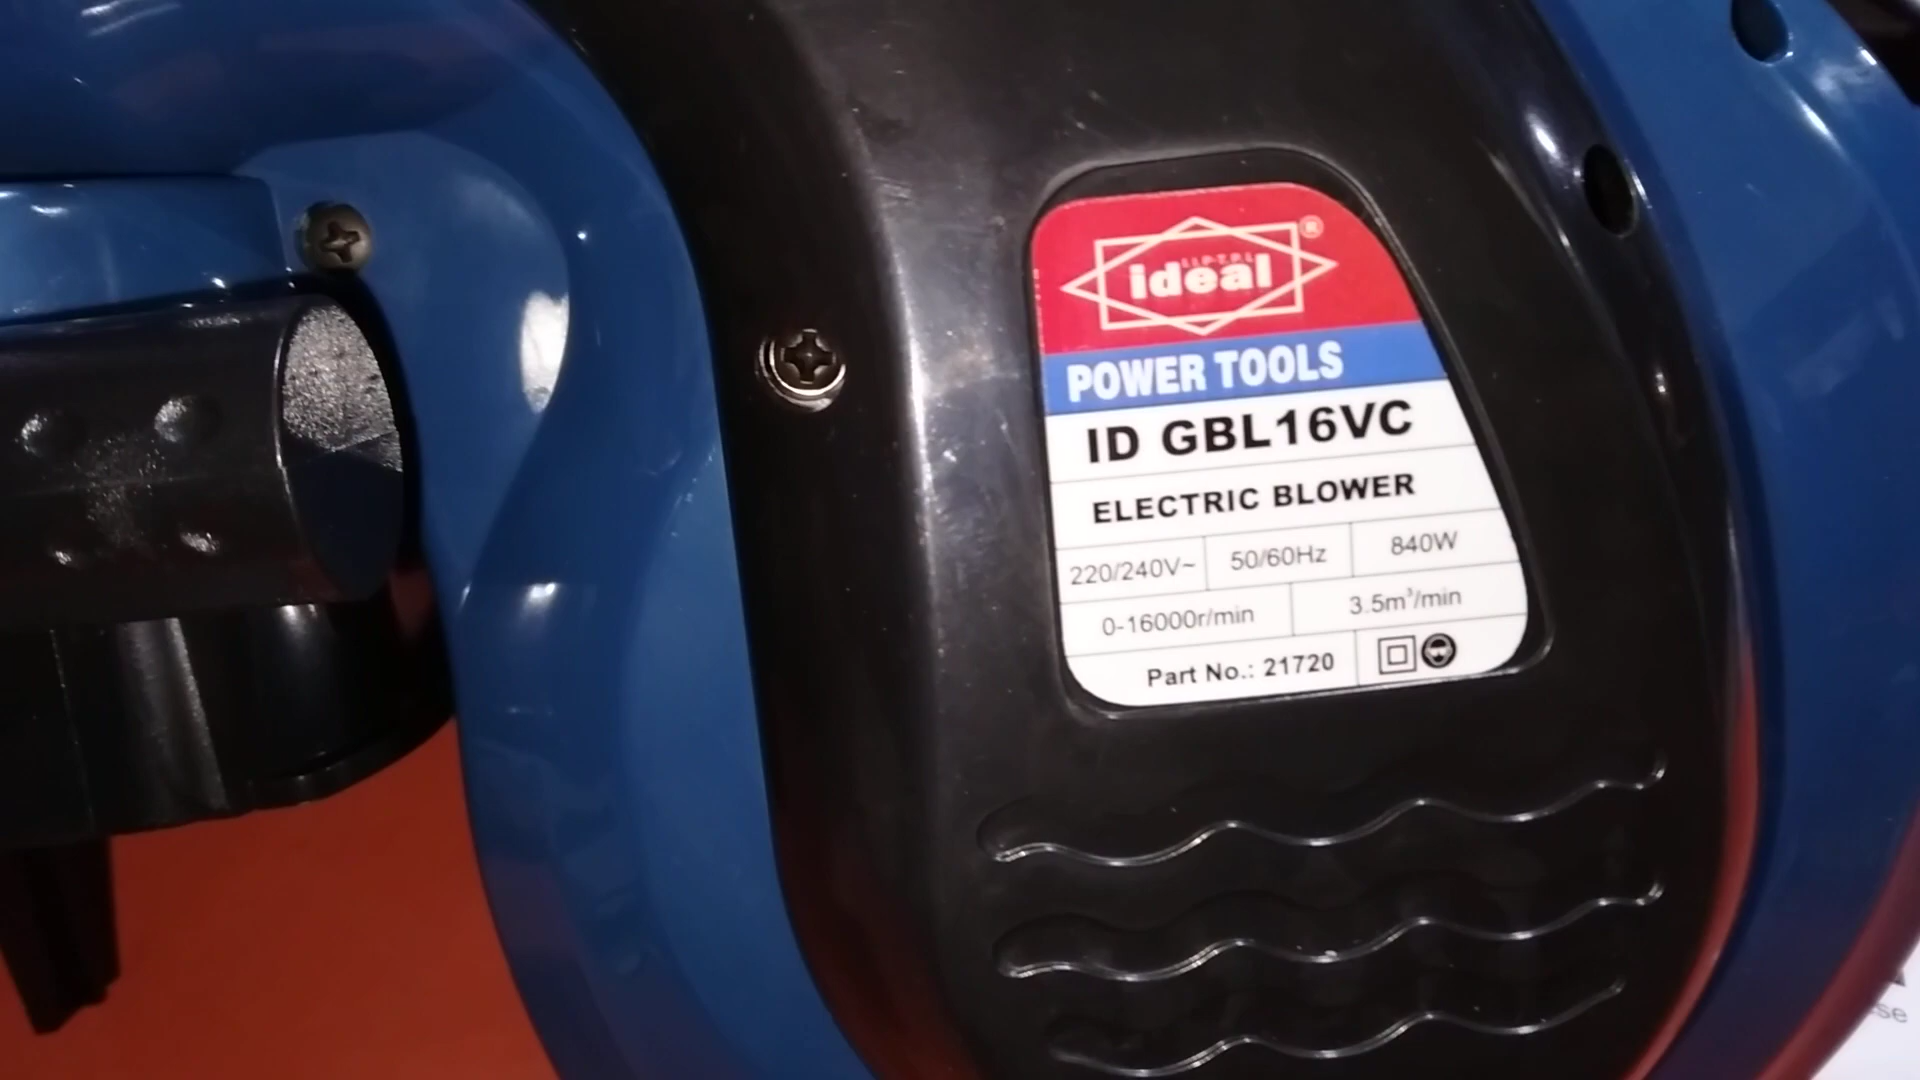 I.I.P.T.P.L
ideal ®
POWER TOOLS
ID GBL16VC
ELECTRIC BLOWER
220/240V~ 50/60Hz 840W
0-16000r/min 3.5m³/min
Part No.: 21720
se